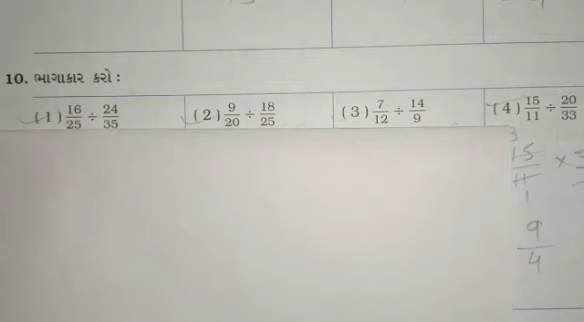 10. ભાગાકાર કરો :
(1) 16/25 ÷ 24/35 (2) 9/20 ÷ 18/25 (3) 7/12 ÷ 14/9 (4) 15/11 ÷ 20/33
3
15/11 ×
1
9/4